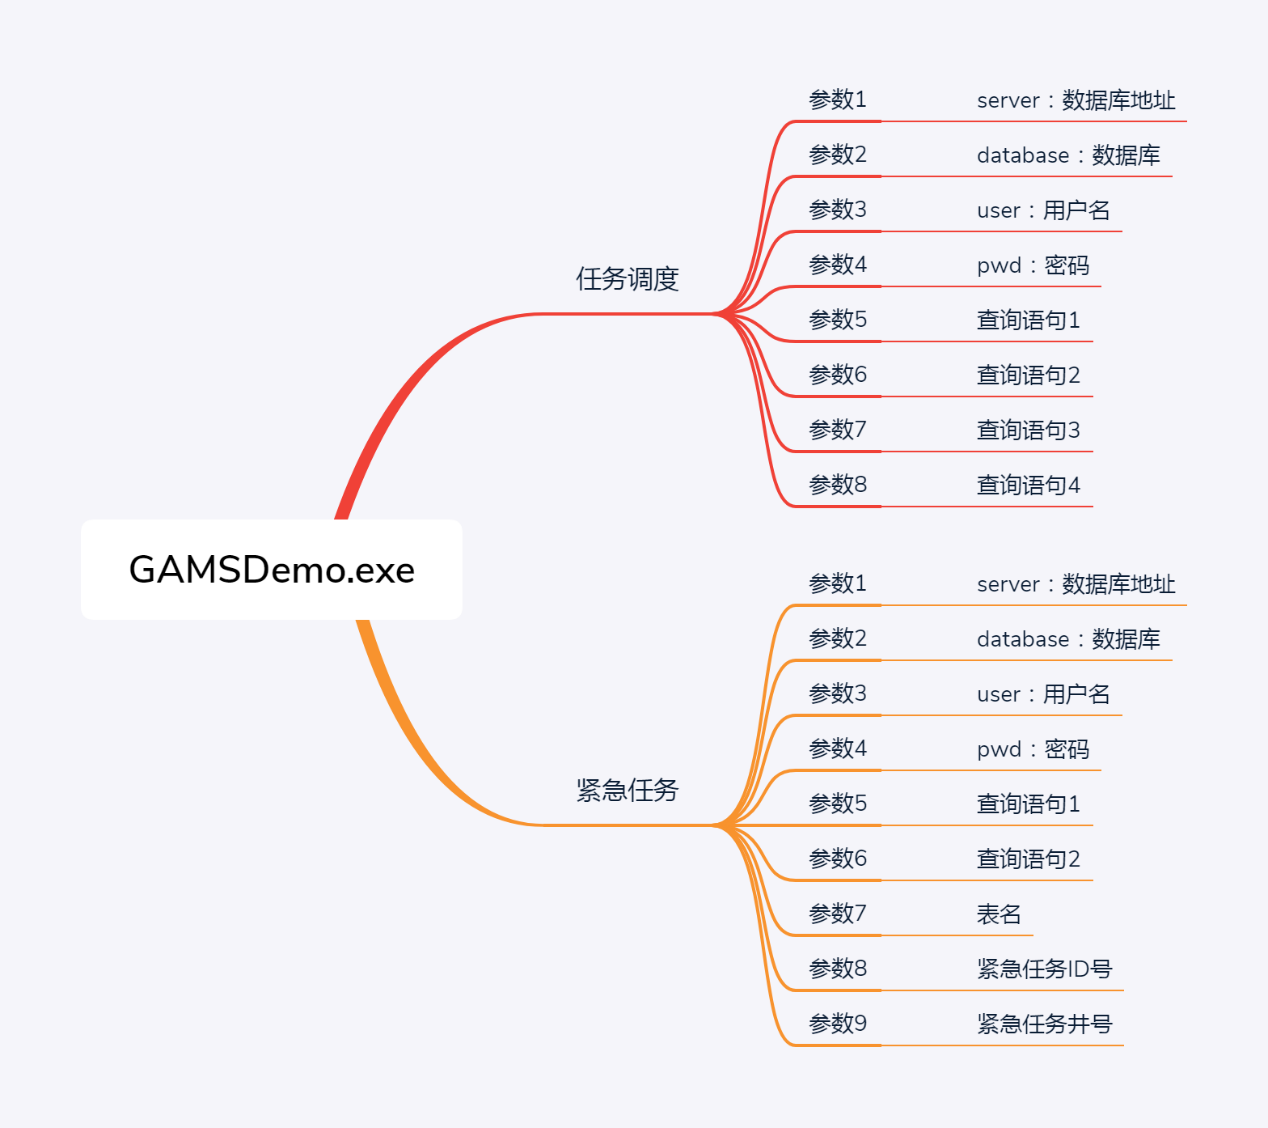 GAMSDemo.exe
任务调度
参数1 server：数据库地址
参数2 database：数据库
参数3 user：用户名
参数4 pwd：密码
参数5 查询语句1
参数6 查询语句2
参数7 查询语句3
参数8 查询语句4
紧急任务
参数1 server：数据库地址
参数2 database：数据库
参数3 user：用户名
参数4 pwd：密码
参数5 查询语句1
参数6 查询语句2
参数7 表名
参数8 紧急任务ID号
参数9 紧急任务井号